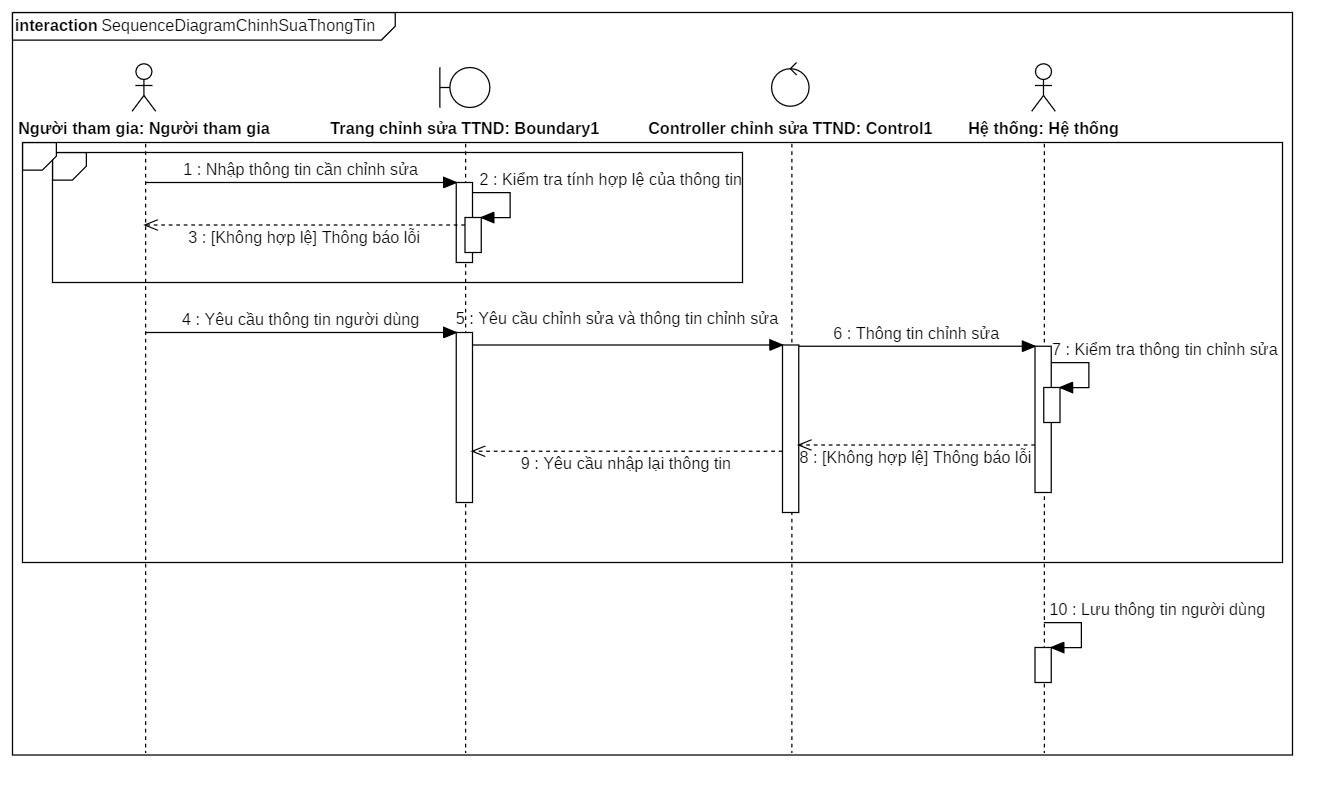 interaction SequenceDiagramChinhSuaThongTin
Người tham gia: Người tham gia
Trang chỉnh sửa TTND: Boundary1
Controller chỉnh sửa TTND: Control1
Hệ thống: Hệ thống
1 : Nhập thông tin cần chỉnh sửa
2 : Kiểm tra tính hợp lệ của thông tin
3 : [Không hợp lệ] Thông báo lỗi
4 : Yêu cầu thông tin người dùng
5 : Yêu cầu chỉnh sửa và thông tin chỉnh sửa
6 : Thông tin chỉnh sửa
7 : Kiểm tra thông tin chỉnh sửa
8 : [Không hợp lệ] Thông báo lỗi
9 : Yêu cầu nhập lại thông tin
10 : Lưu thông tin người dùng